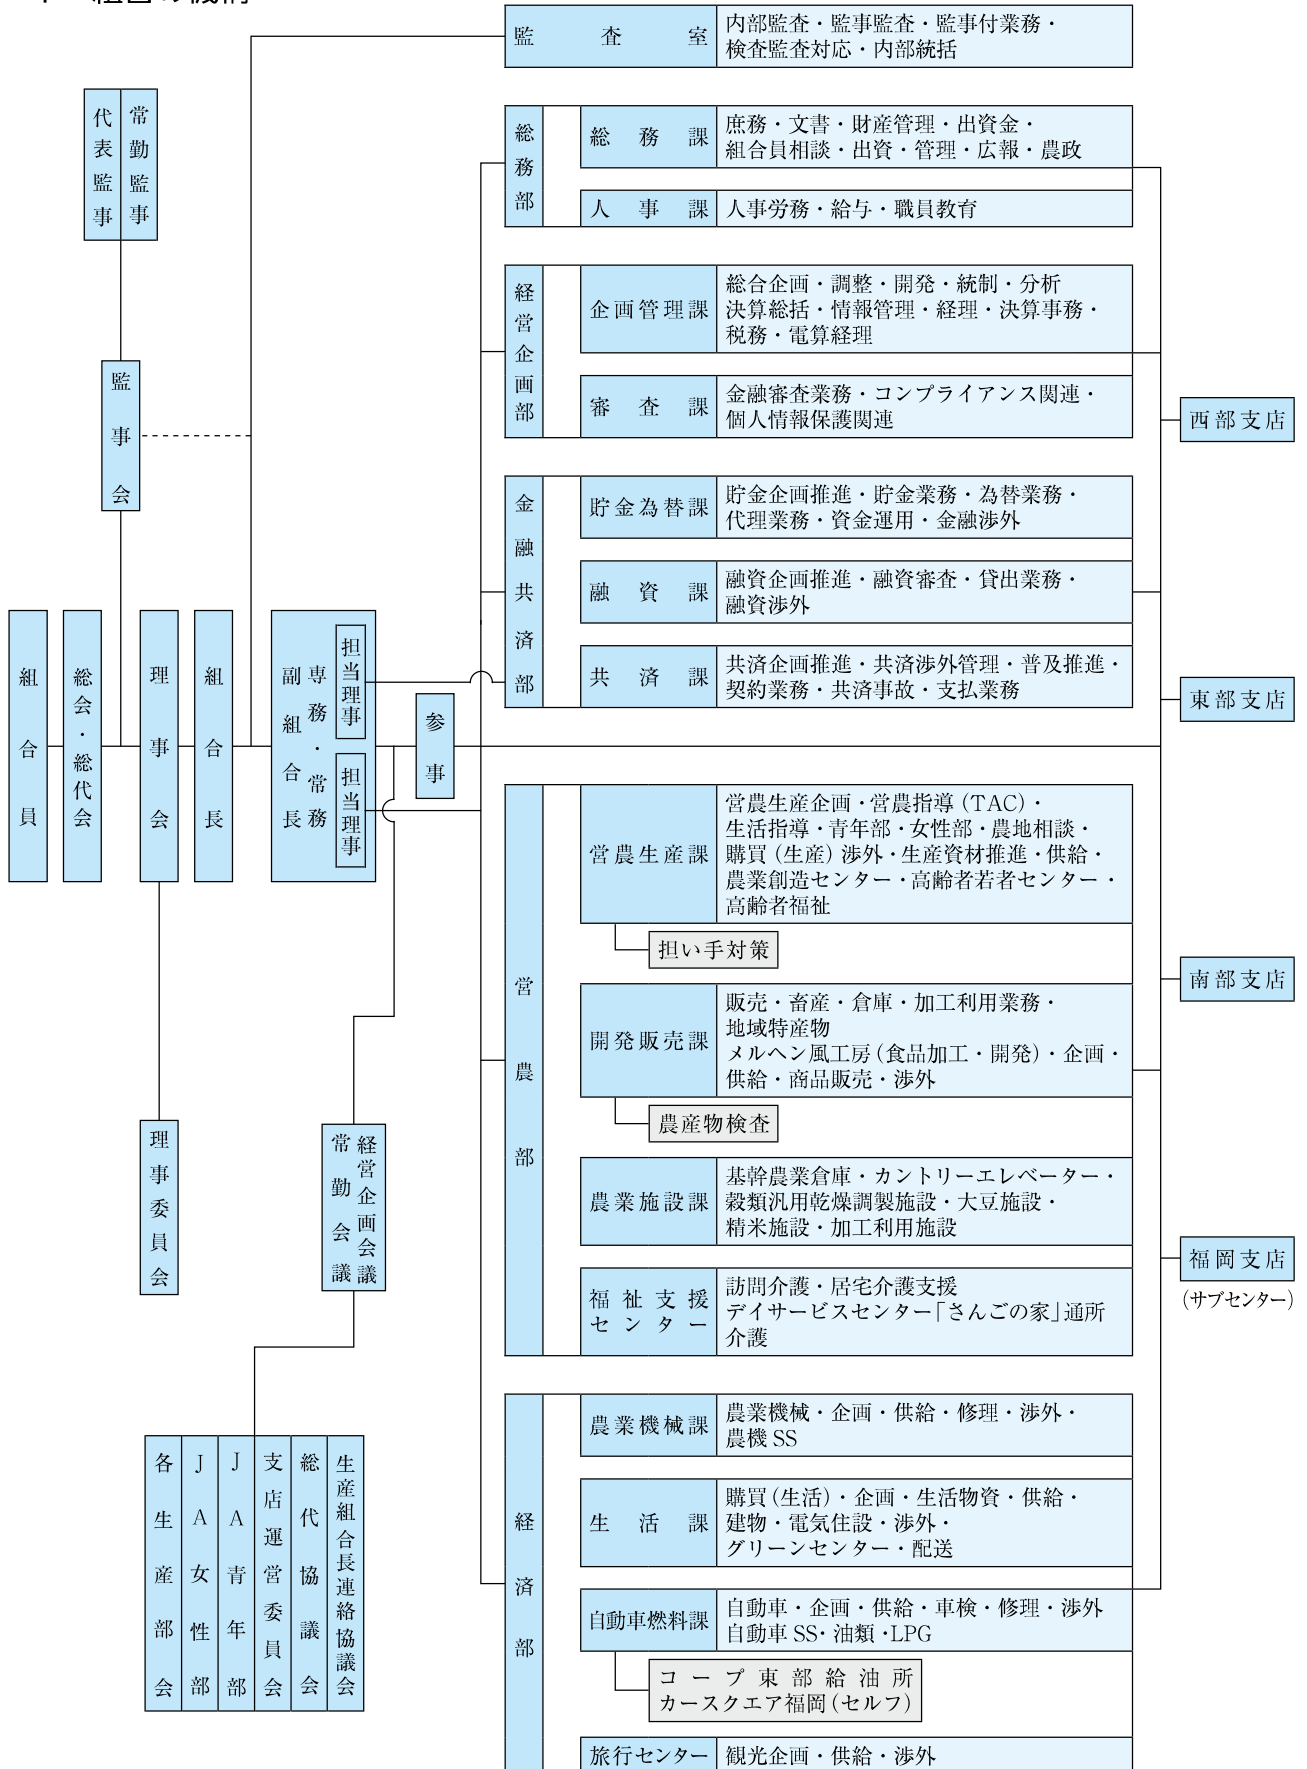 監査室
内部監査・監事監査・監事付業務・
検査監査対応・内部統括
代表監事
常勤監事
総務部
総務課
庶務・文書・財産管理・出資金・
組合員相談・出資・管理・広報・農政
人事課
人事労務・給与・職員教育
経営企画部
企画管理課
総合企画・調整・開発・統制・分析
決算総括・情報管理・経理・決算事務・
税務・電算経理
審査課
金融審査業務・コンプライアンス関連・
個人情報保護関連
監事会
西部支店
金融共済部
貯金為替課
貯金企画推進・貯金業務・為替業務・
代理業務・資金運用・金融渉外
融資課
融資企画推進・融資審査・貸出業務・
融資渉外
共済課
共済企画推進・共済渉外管理・普及推進・
契約業務・共済事故・支払業務
組合員
総会・総代会
理事会
組合長
副組合長
専務・常務
担当理事
担当理事
参事
東部支店
営農部
営農生産課
営農生産企画・営農指導(TAC)・
生活指導・青年部・女性部・農地相談・
購買(生産)渉外・生産資材推進・供給・
農業創造センター・高齢者若者センター・
高齢者福祉
担い手対策
南部支店
開発販売課
販売・畜産・倉庫・加工利用業務・
地域特産物
メルヘン風工房(食品加工・開発)・企画・
供給・商品販売・渉外
農産物検査
農業施設課
基幹農業倉庫・カントリーエレベーター・
穀類汎用乾燥調製施設・大豆施設・
精米施設・加工利用施設
福祉支援
センター
訪問介護・居宅介護支援
デイサービスセンター「さんごの家」通所
介護
福岡支店
(サブセンター)
理事委員会
常勤会議
経営企画会議
経済部
農業機械課
農業機械・企画・供給・修理・渉外・
農機SS
生活課
購買(生活)・企画・生活物資・供給・
建物・電気住設・渉外・
グリーンセンター・配送
自動車燃料課
自動車・企画・供給・車検・修理・渉外
自動車SS・油類・LPG
コープ東部給油所
カースクエア福岡(セルフ)
旅行センター
観光企画・供給・渉外
各生産部会
JA女性部
JA青年部
支店運営委員会
総代協議会
生産組合長連絡協議会